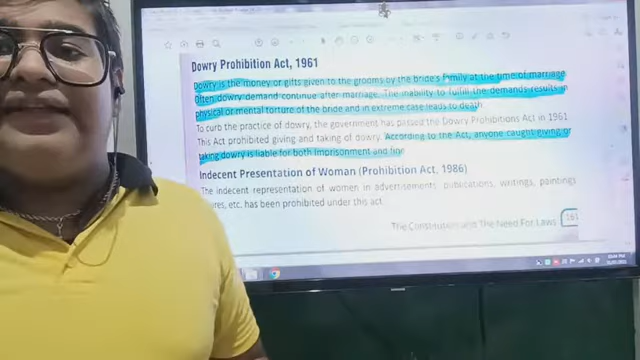 Dowry Prohibition Act, 1961
Dowry is the money or gifts given to the grooms by the bride's family at the time of marriage
Often dowry demand continue after marriage. The inability to fulfill the demands results in
physical or mental torture of the bride and in extreme case leads to death
To curb the practice of dowry, the government has passed the Dowry Prohibitions Act in 1961
This Act prohibited giving and taking of dowry. According to the Act, anyone caught giving or
taking dowry is liable for both imprisonment and fine
Indecent Presentation of Woman (Prohibition Act, 1986)
The indecent representation of women in advertisements, publications, writings, paintings
etc. has been prohibited under this act
The Constitution and The Need For Laws 161